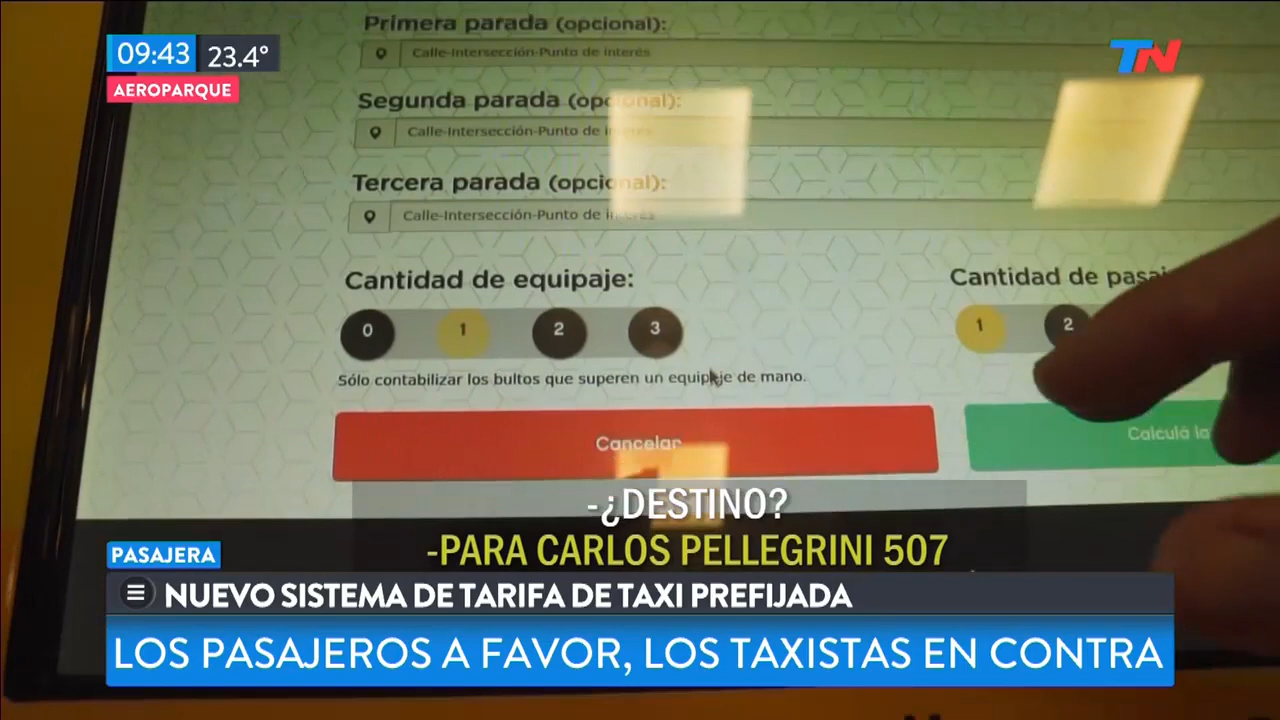 Primera parada (opcional):
Calle-Intersección-Punto de interés
09:43 23.4°
TN
AEROPARQUE
Segunda parada (opcional):
Calle-Intersección-Punto de interés
Tercera parada (opcional):
Calle-Intersección-Punto de interés
Cantidad de equipaje:
Cantidad de
0 1 2 3
1 2
Sólo contabilizar los bultos que superen un equipaje de mano.
Cancelar
Calculá la
-¿DESTINO?
-PARA CARLOS PELLEGRINI 507
PASAJERA
NUEVO SISTEMA DE TARIFA DE TAXI PREFIJADA
LOS PASAJEROS A FAVOR, LOS TAXISTAS EN CONTRA